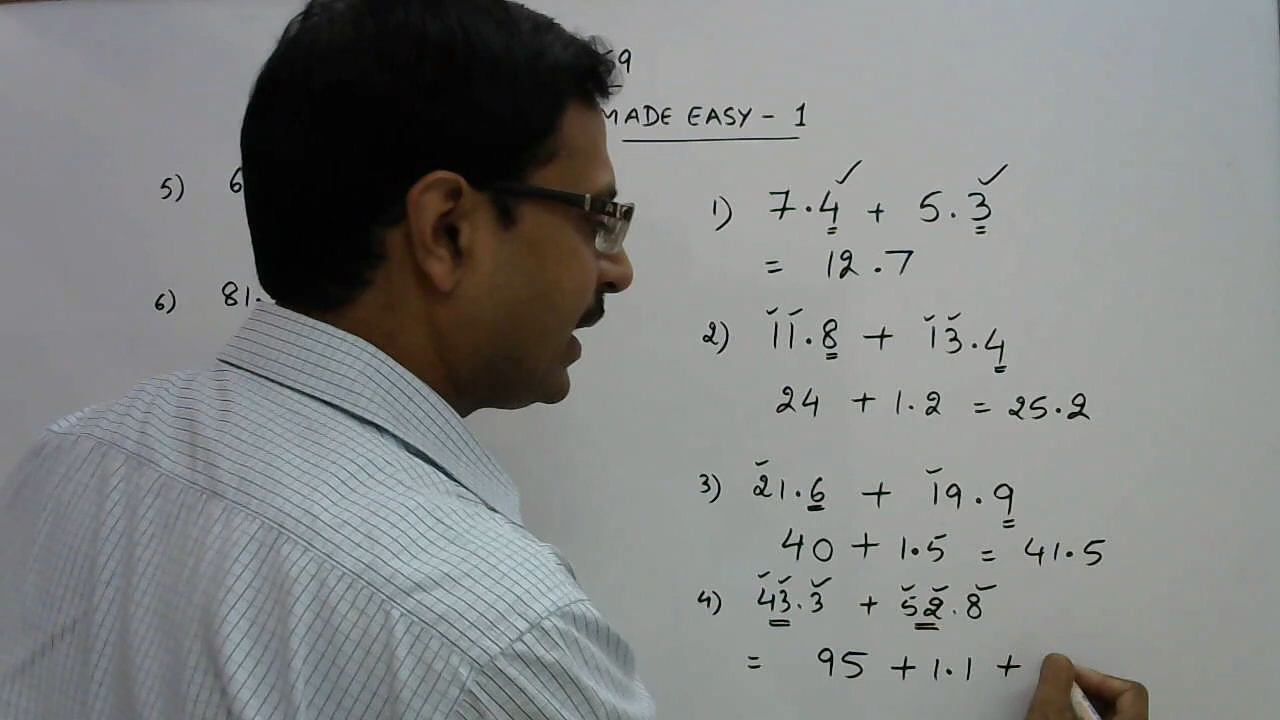 59
MADE EASY - 1
5) 6
6) 81.
1) 7.4 + 5.3
= 12.7
2) 11.8 + 13.4
24 + 1.2 = 25.2
3) 21.6 + 19.9
40 + 1.5 = 41.5
4) 43.3 + 52.8
= 95 + 1.1 +